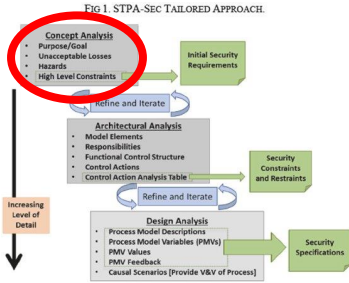 FIG 1. STPA-SEC TAILORED APPROACH.
Concept Analysis
• Purpose/Goal
• Unacceptable Losses
• Hazards
• High Level Constraints
Initial Security
Requirements
Refine and Iterate
Architectural Analysis
• Model Elements
• Responsibilities
• Functional Control Structure
• Control Actions
• Control Action Analysis Table
Security
Constraints
and Restraints
Refine and Iterate
Increasing
Level of
Detail
Design Analysis
• Process Model Descriptions
• Process Model Variables (PMVs)
• PMV Values
• PMV Feedback
• Causal Scenarios [Provide V&V of Process]
Security
Specifications